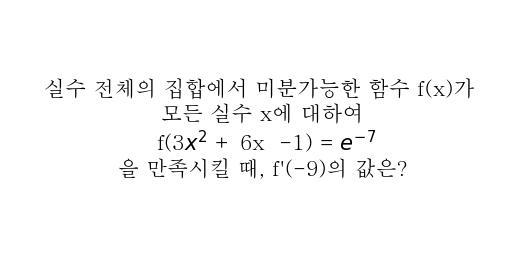 실수 전체의 집합에서 미분가능한 함수 f(x)가
모든 실수 x에 대하여
f(3x² + 6x −1) = e⁻⁷
을 만족시킬 때, f'(−9)의 값은?